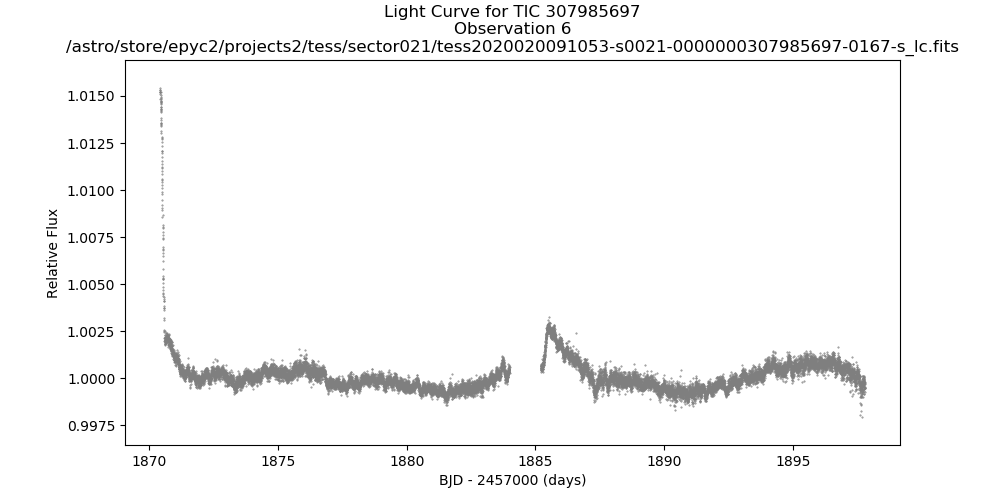 Light Curve for TIC 307985697
Observation 6
/astro/store/epyc2/projects2/tess/sector021/tess2020020091053-s0021-0000000307985697-0167-s_lc.fits
1.0150
1.0125
1.0100
1.0075
1.0050
1.0025
1.0000
0.9975
Relative Flux
1870 1875 1880 1885 1890 1895
BJD - 2457000 (days)